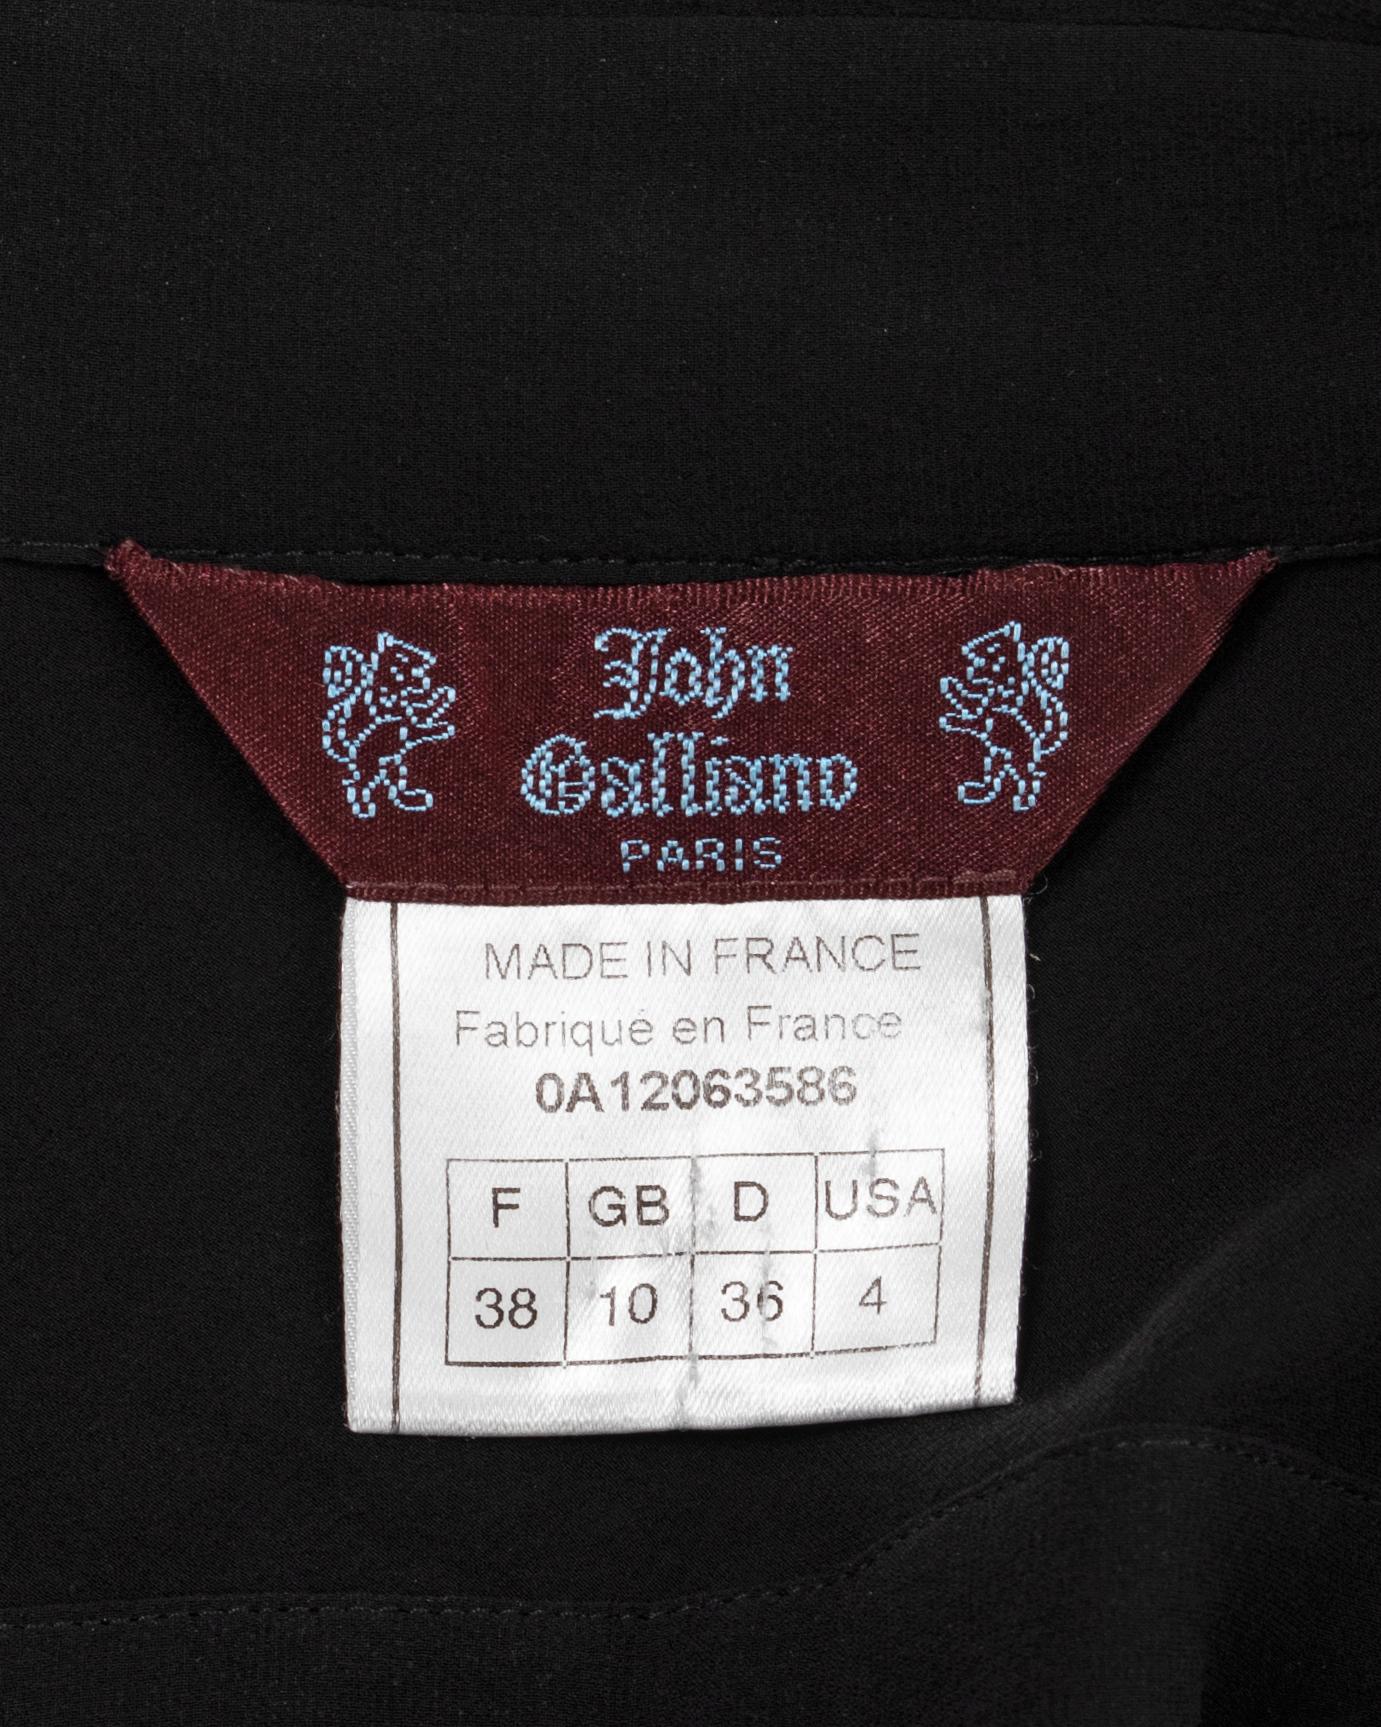 John
Galliano
PARIS
MADE IN FRANCE
Fabriqué en France
0A12063586
F GB D USA
38 10 36 4